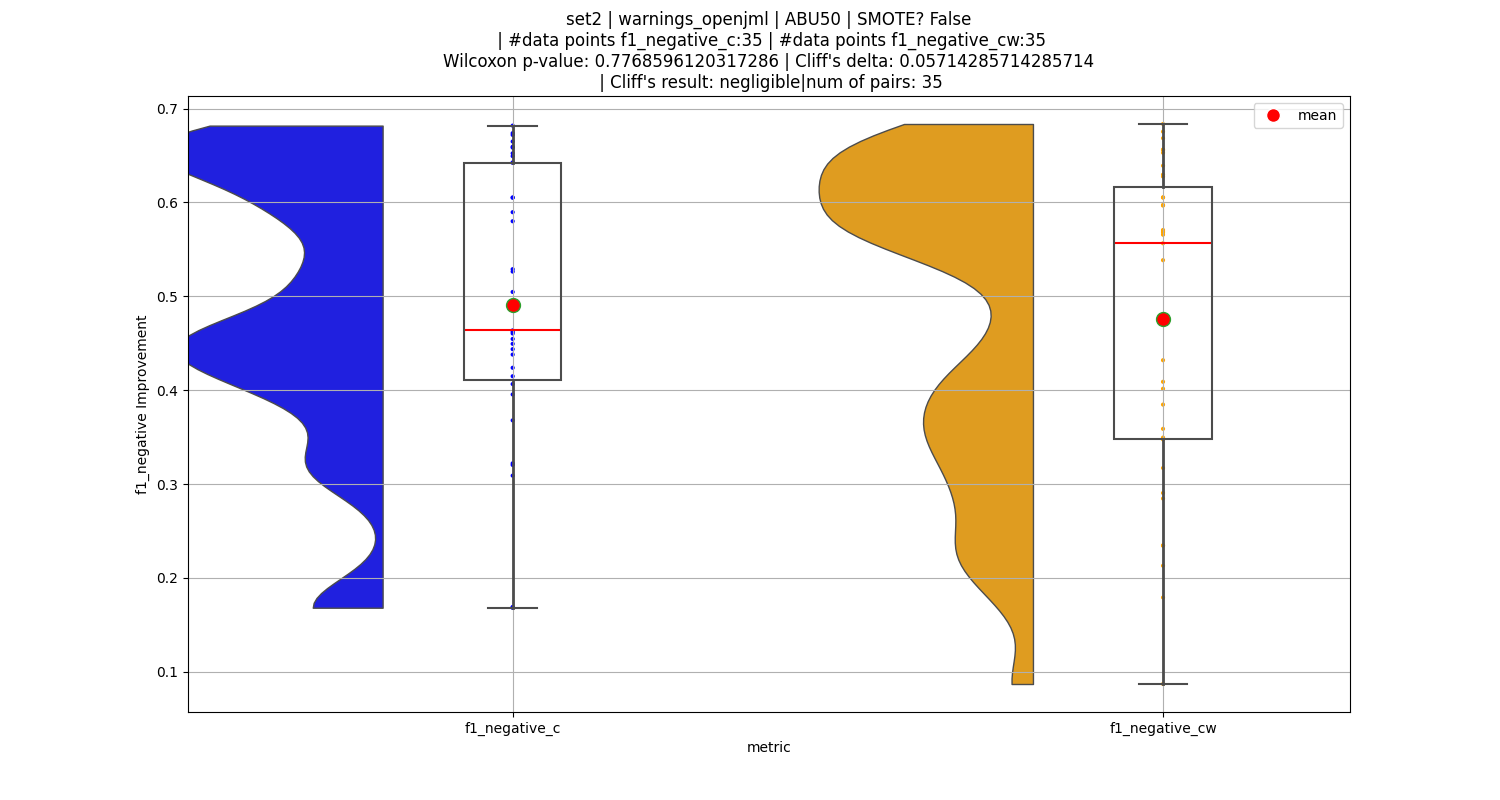 set2 | warnings_openjml | ABU50 | SMOTE? False
| #data points f1_negative_c:35 | #data points f1_negative_cw:35
Wilcoxon p-value: 0.7768596120317286 | Cliff's delta: 0.05714285714285714
| Cliff's result: negligible|num of pairs: 35
mean
0.7
0.6
0.5
0.4
0.3
0.2
0.1
f1_negative Improvement
f1_negative_c
f1_negative_cw
metric